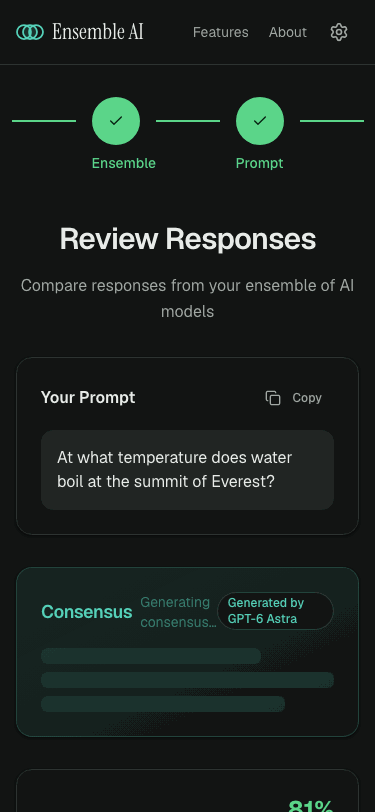 Ensemble AI
Features
About
Ensemble
Prompt
Review Responses
Compare responses from your ensemble of AI
models
Your Prompt
Copy
At what temperature does water
boil at the summit of Everest?
Consensus
Generating
consensus...
Generated by
GPT-6 Astra
81%